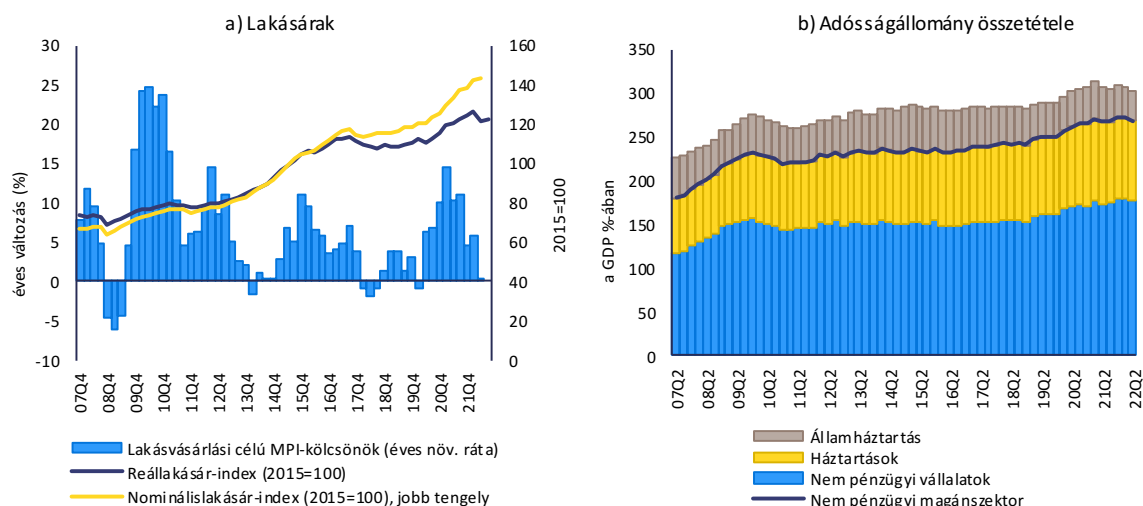 a) Lakásárak
éves változás (%)
30
25
20
15
10
5
0
-5
-10
160
140
120
100
80
60
40
20
0
2015=100
07Q4
08Q4
09Q4
10Q4
11Q4
12Q4
13Q4
14Q4
15Q4
16Q4
17Q4
18Q4
19Q4
20Q4
21Q4
Lakásvásárlási célú MPI-kölcsönök (éves növ. ráta)
Reállakásár-index (2015=100)
Nominálislakásár-index (2015=100), jobb tengely
b) Adósságállomány összetétele
a GDP %-ában
350
300
250
200
150
100
50
0
07Q2
08Q2
09Q2
10Q2
11Q2
12Q2
13Q2
14Q2
15Q2
16Q2
17Q2
18Q2
19Q2
20Q2
21Q2
22Q2
Államháztartás
Háztartások
Nem pénzügyi vállalatok
Nem pénzügyi magánszektor